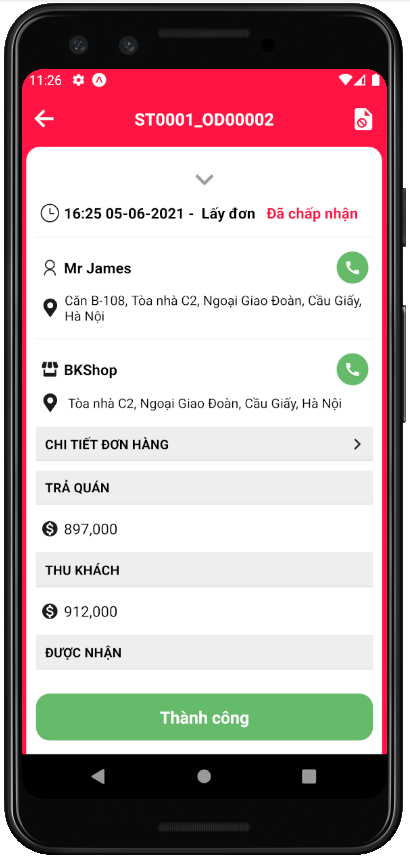 11:26
ST0001_OD00002
16:25 05-06-2021 - Lấy đơn Đã chấp nhận
Mr James
Căn B-108, Tòa nhà C2, Ngoại Giao Đoàn, Cầu Giấy,
Hà Nội
BKShop
Tòa nhà C2, Ngoại Giao Đoàn, Cầu Giấy, Hà Nội
CHI TIẾT ĐƠN HÀNG
TRẢ QUÁN
897,000
THU KHÁCH
912,000
ĐƯỢC NHẬN
Thành công